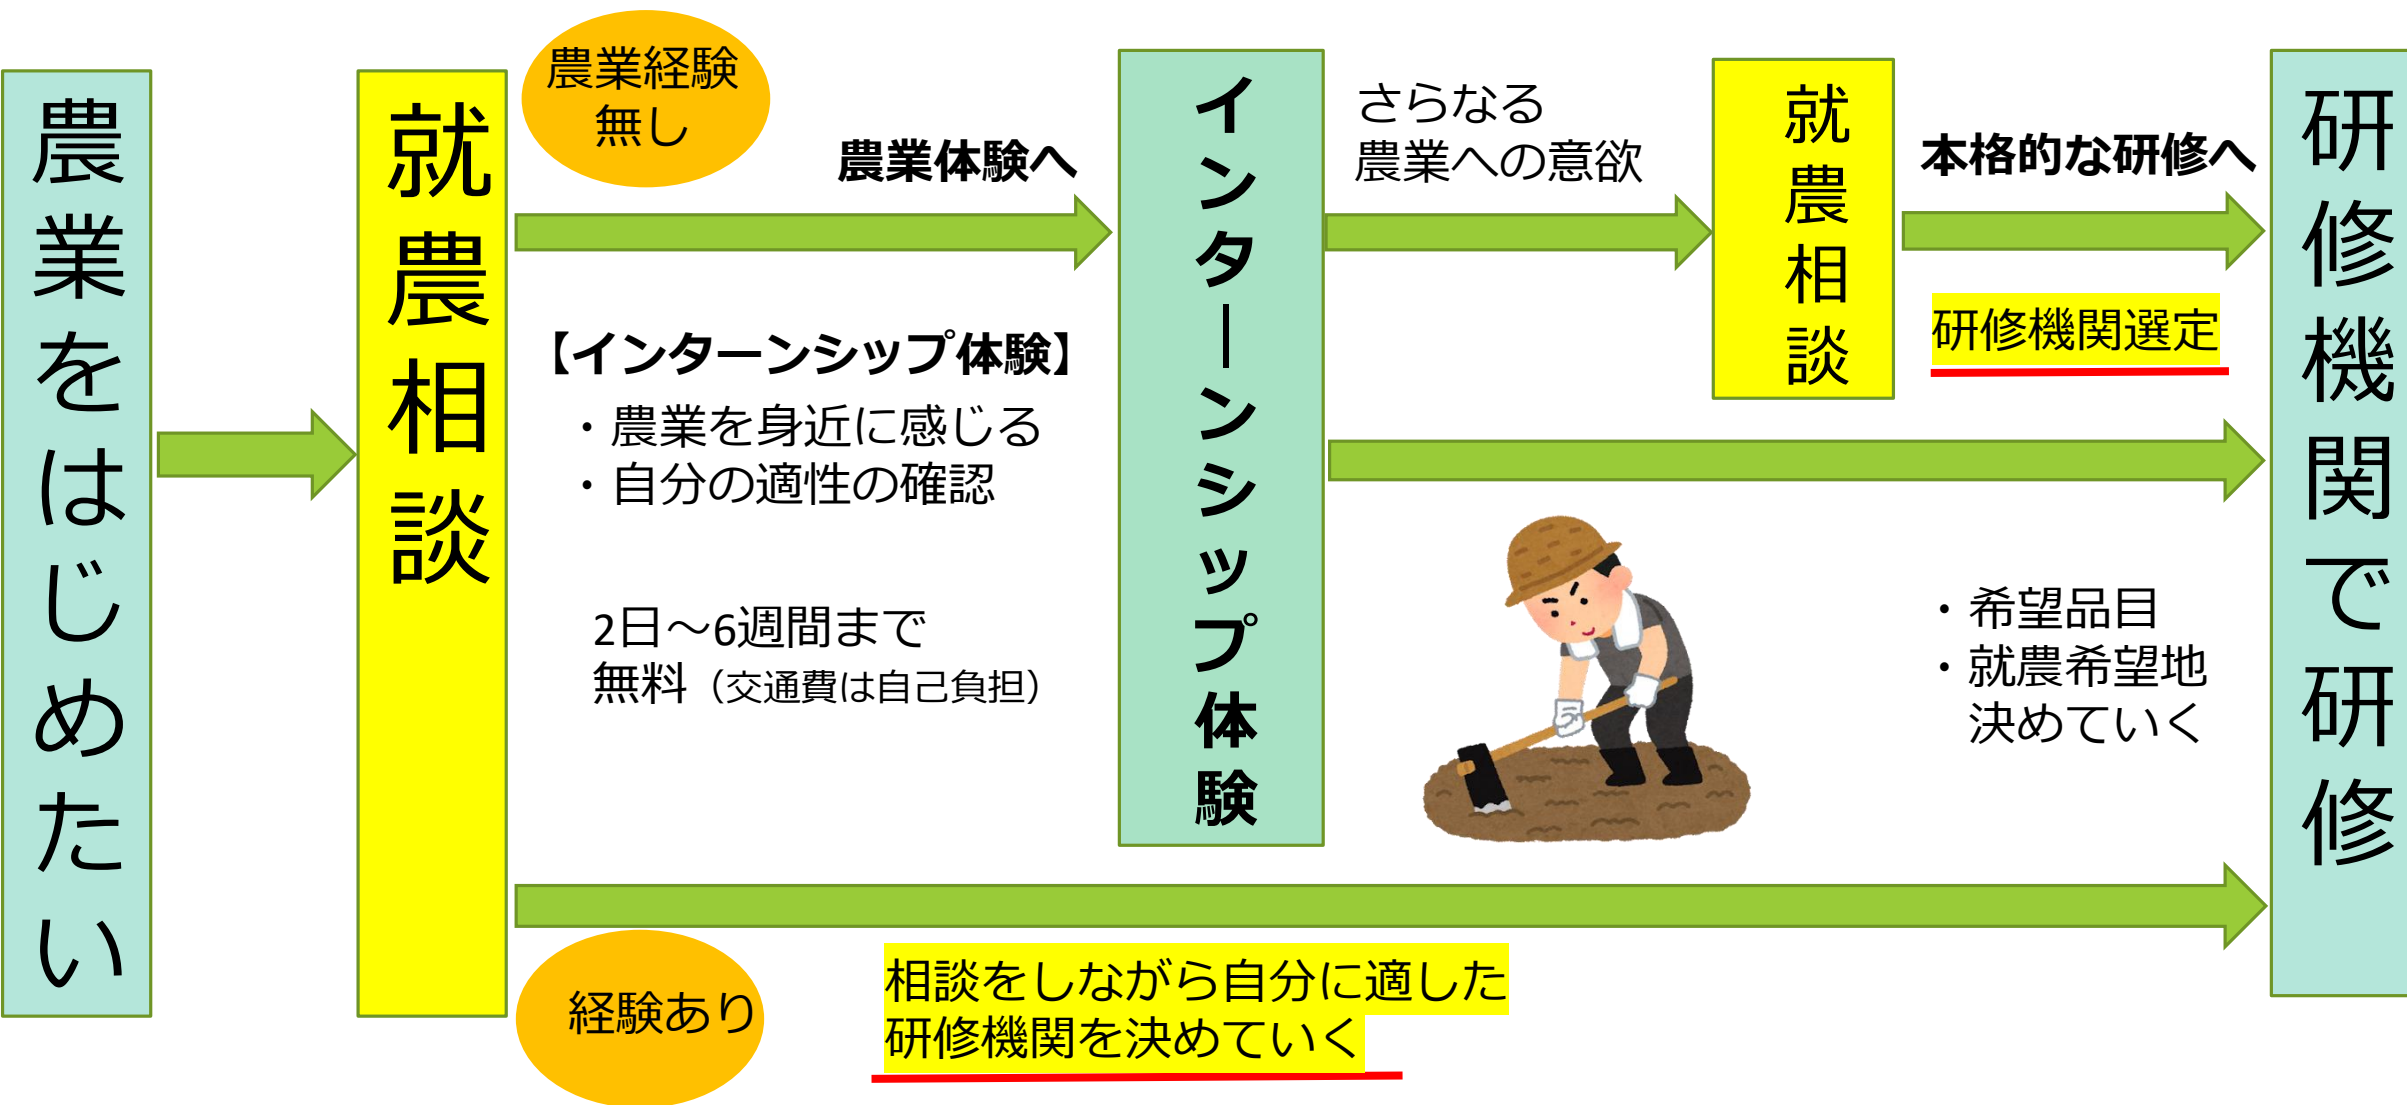 農業をはじめたい
就農相談
農業経験
無し
農業体験へ
【インターンシップ体験】
・農業を身近に感じる
・自分の適性の確認
2日～6週間まで
無料（交通費は自己負担）
インターンシップ体験
さらなる
農業への意欲
就農相談
本格的な研修へ
研修機関選定
・希望品目
・就農希望地
決めていく
研修機関で研修
経験あり
相談をしながら自分に適した
研修機関を決めていく